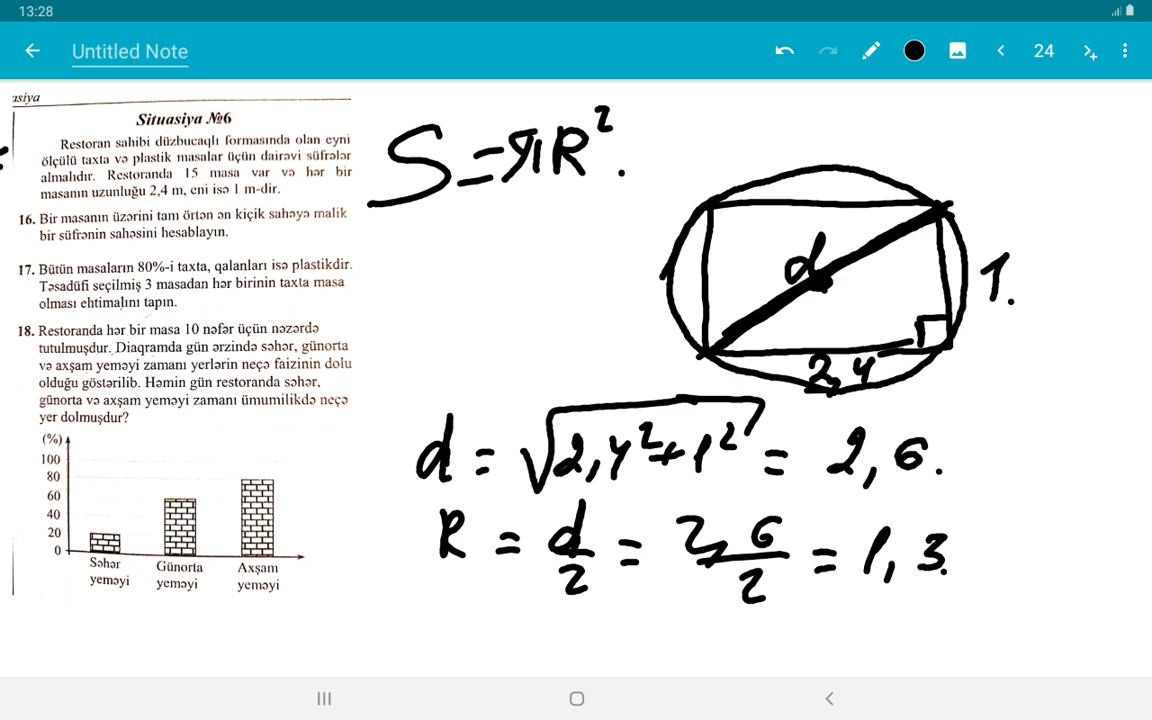 13:28
Untitled Note
24
asiya
Situasiya №6
Restoran sahibi düzbucaqlı formasında olan eyni
ölçülü taxta və plastik masalar üçün dairəvi süfrələr
almalıdır. Restoranda 15 masa var və hər bir
masanın uzunluğu 2,4 m, eni isə 1 m-dir.
16. Bir masanın üzərini tam örtən ən kiçik sahəyə malik
bir süfrənin sahəsini hesablayın.
17. Bütün masaların 80%-i taxta, qalanları isə plastikdir.
Təsadüfi seçilmiş 3 masadan hər birinin taxta masa
olması ehtimalını tapın.
18. Restoranda hər bir masa 10 nəfər üçün nəzərdə
tutulmuşdur. Diaqramda gün ərzində səhər, günorta
və axşam yeməyi zamanı yerlərin neçə faizinin dolu
olduğu göstərilib. Həmin gün restoranda səhər,
günorta və axşam yeməyi zamanı ümumilikdə neçə
yer dolmuşdur?
(%)
100
80
60
40
20
0
Səhər yeməyi
Günorta yeməyi
Axşam yeməyi
S=πR².
d
1.
2,4
d = √2,4²+1² = 2,6.
R = d/2 = 2,6/2 = 1,3.